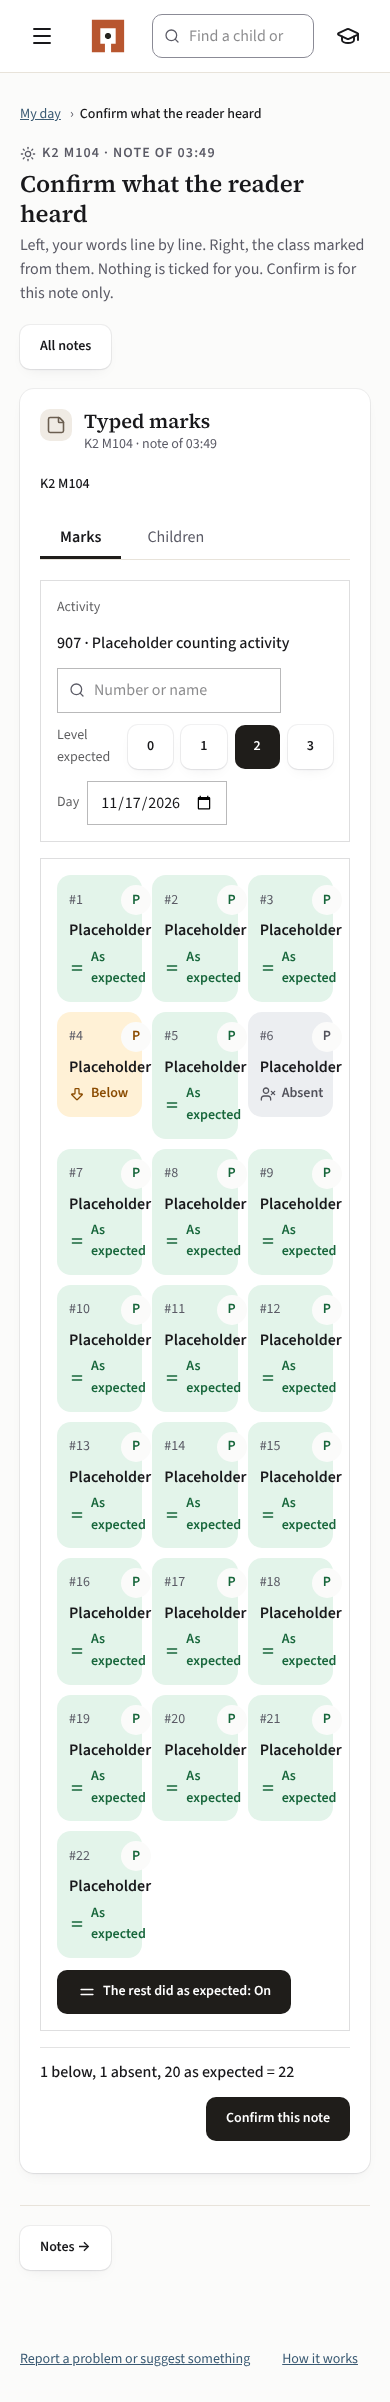 Find a child or
My day › Confirm what the reader heard
K2 M104 · NOTE OF 03:49
Confirm what the reader
heard
Left, your words line by line. Right, the class marked
from them. Nothing is ticked for you. Confirm is for
this note only.
All notes
Typed marks
K2 M104 · note of 03:49
K2 M104
Marks Children
Activity
907 · Placeholder counting activity
Number or name
Level
expected
0 1 2 3
Day 11/17/2026
#1 P #2 P #3 P
Placeholder Placeholder Placeholder
As As As
expected expected expected
#4 P #5 P #6 P
Placeholder Placeholder Placeholder
Below As Absent
expected
#7 P #8 P #9 P
Placeholder Placeholder Placeholder
As As As
expected expected expected
#10 P #11 P #12 P
Placeholder Placeholder Placeholder
As As As
expected expected expected
#13 P #14 P #15 P
Placeholder Placeholder Placeholder
As As As
expected expected expected
#16 P #17 P #18 P
Placeholder Placeholder Placeholder
As As As
expected expected expected
#19 P #20 P #21 P
Placeholder Placeholder Placeholder
As As As
expected expected expected
#22 P
Placeholder
As
expected
The rest did as expected: On
1 below, 1 absent, 20 as expected = 22
Confirm this note
Notes →
Report a problem or suggest something How it works